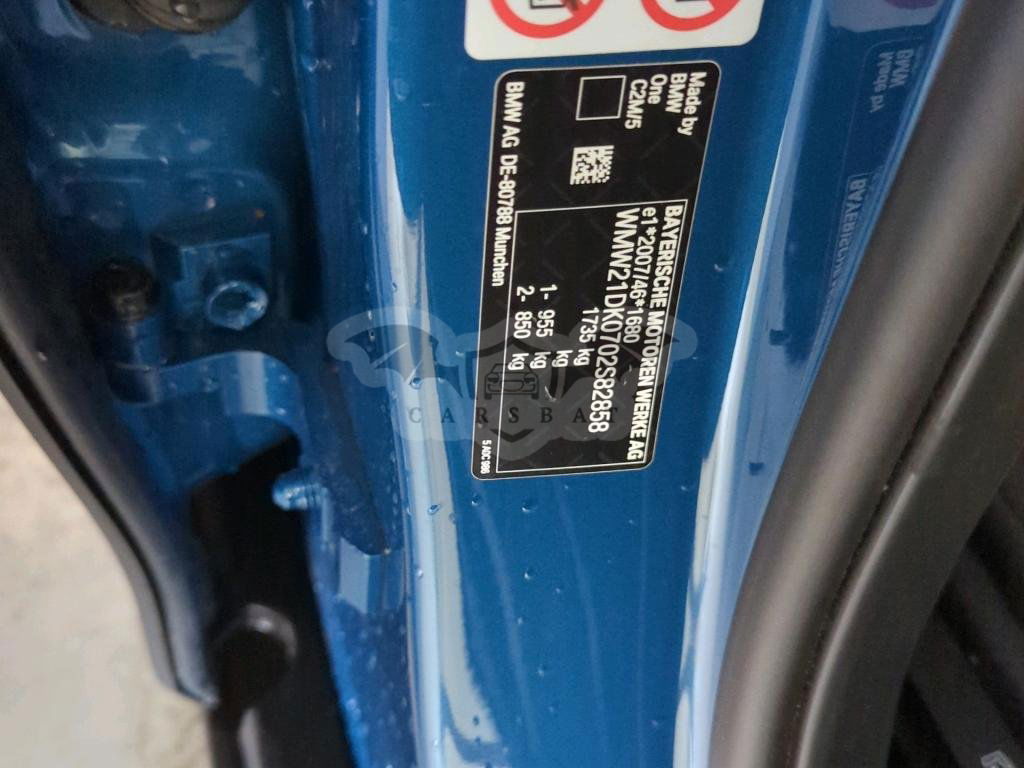 Made by
BMW
One
C2M/5
BMW AG DE-80788 Munchen
BAYERISCHE MOTOREN WERKE AG
e1*2007/46*1680
WMW21DK0702S82858
1735 kg
1- 955 kg
2- 850 kg
CARSBAT